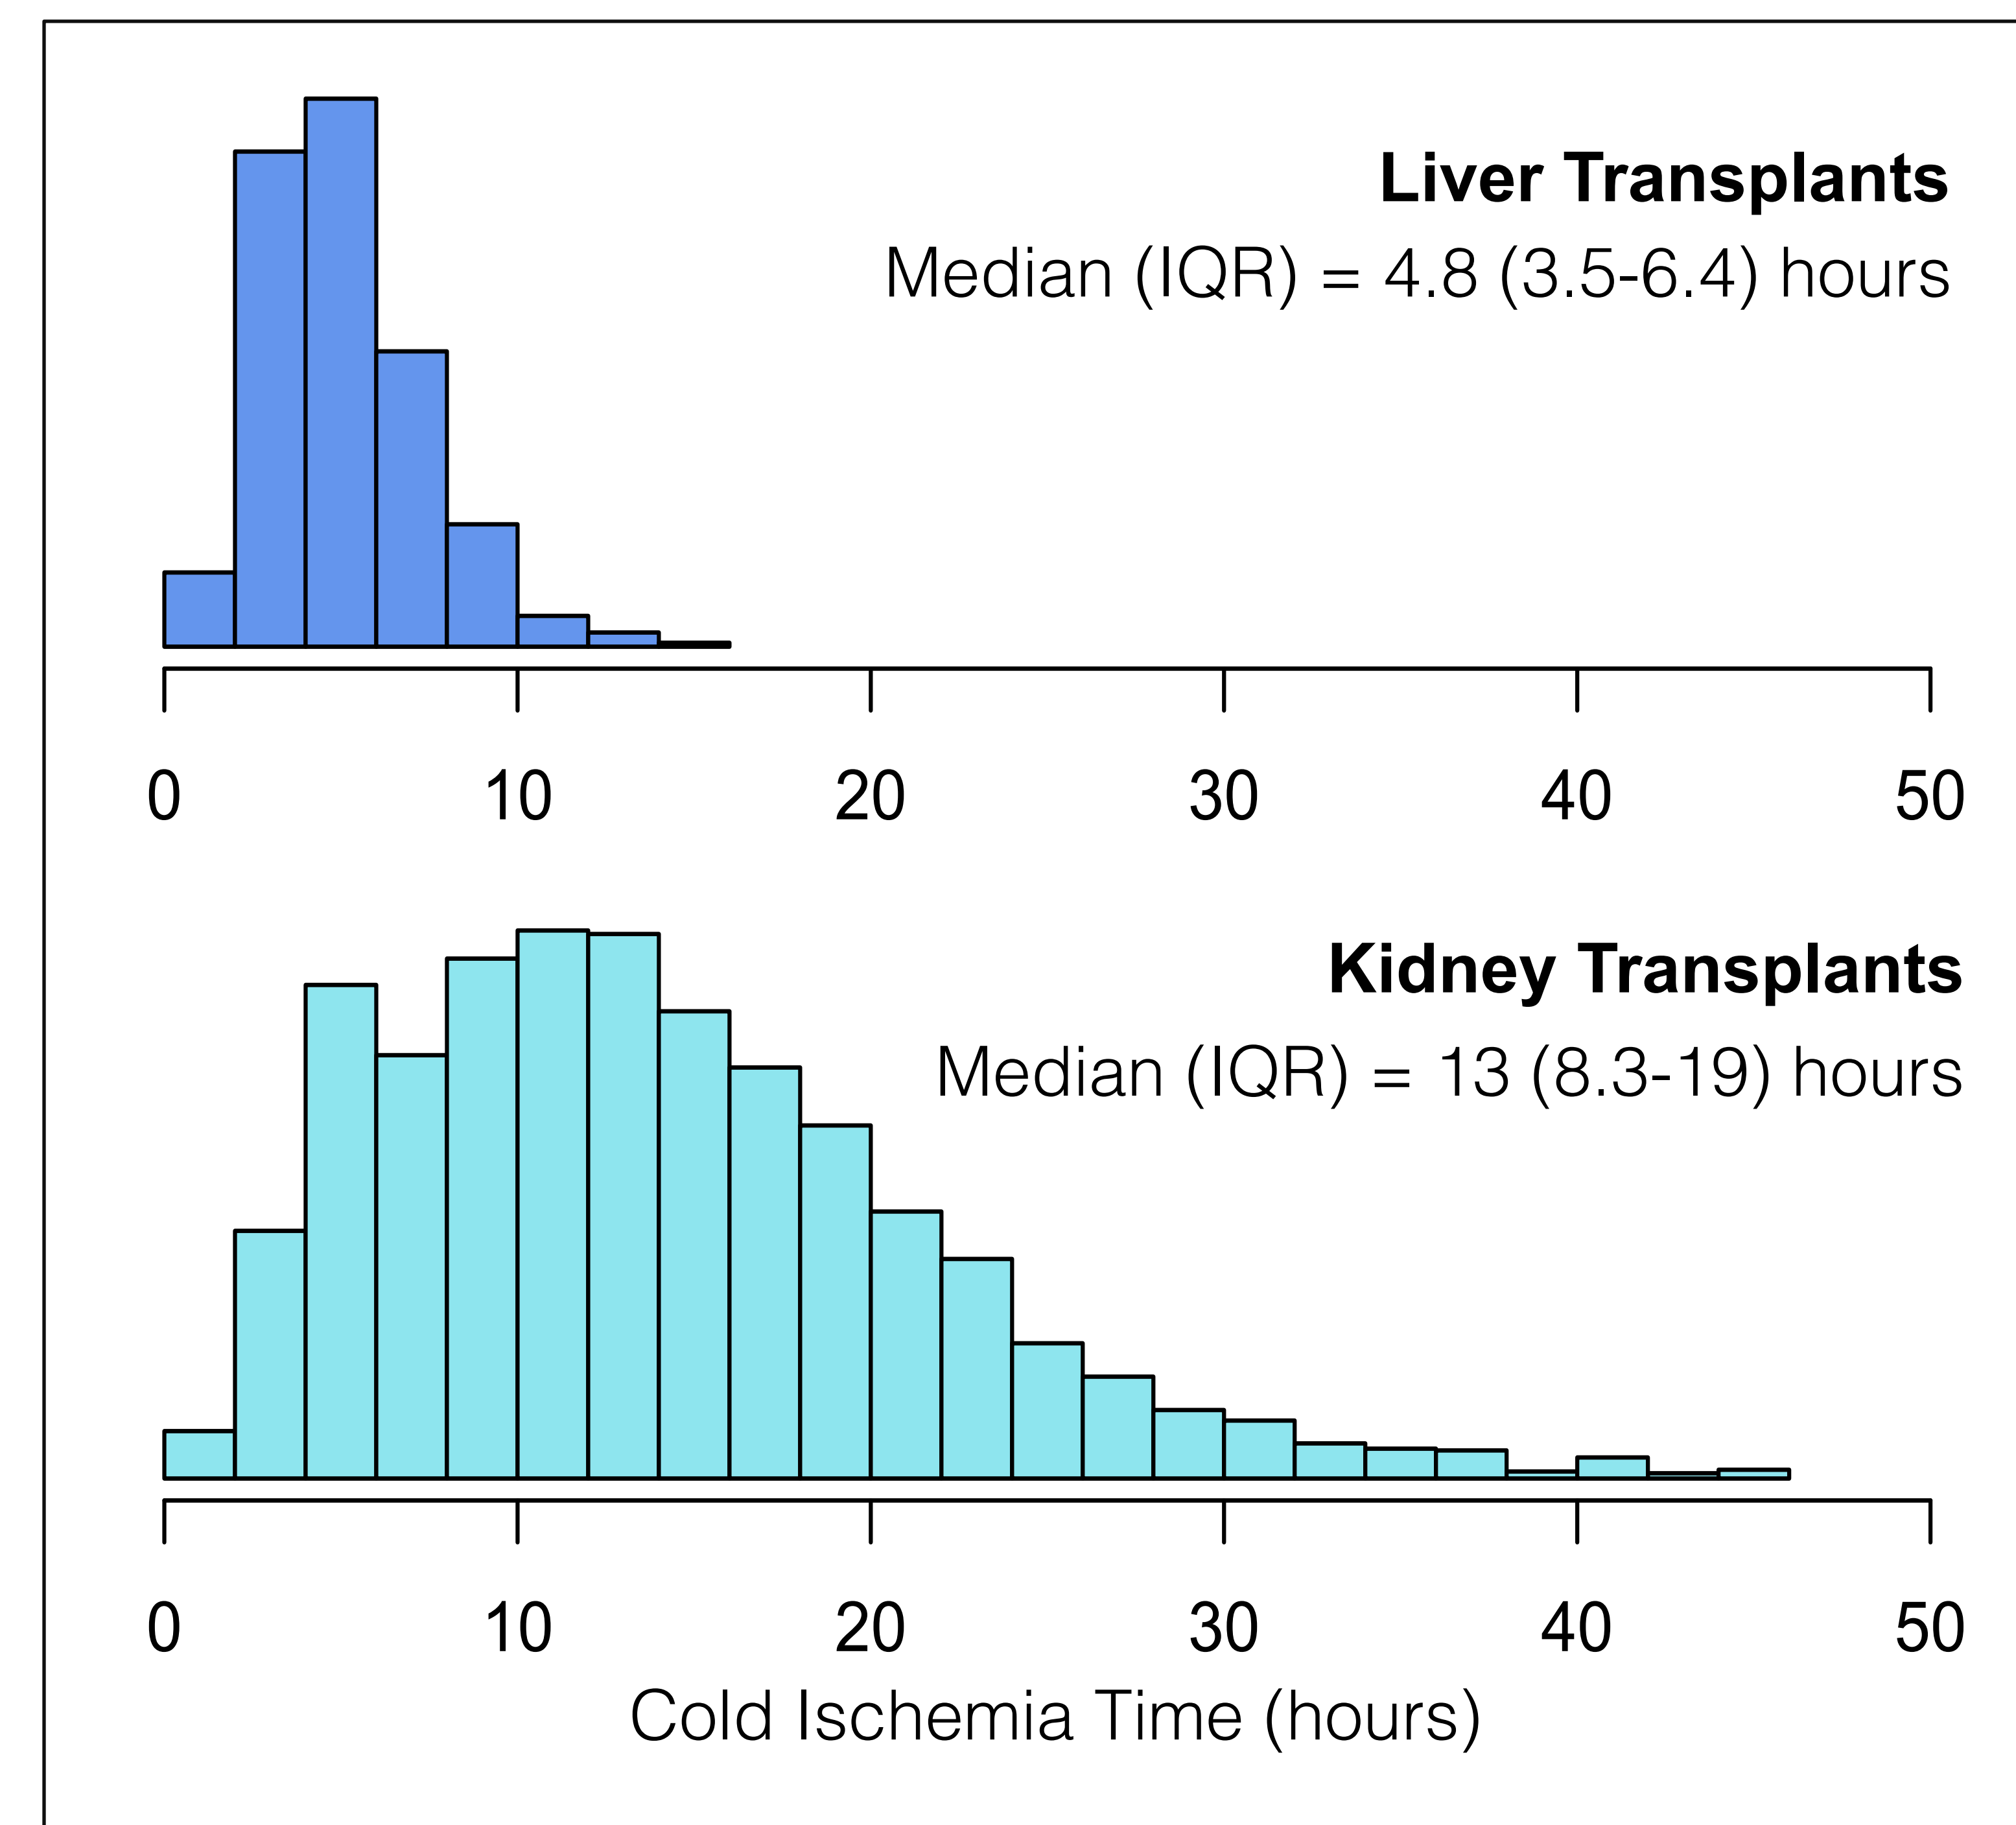 Liver Transplants
Median (IQR) = 4.8 (3.5-6.4) hours
0 10 20 30 40 50
Kidney Transplants
Median (IQR) = 13 (8.3-19) hours
0 10 20 30 40 50
Cold Ischemia Time (hours)